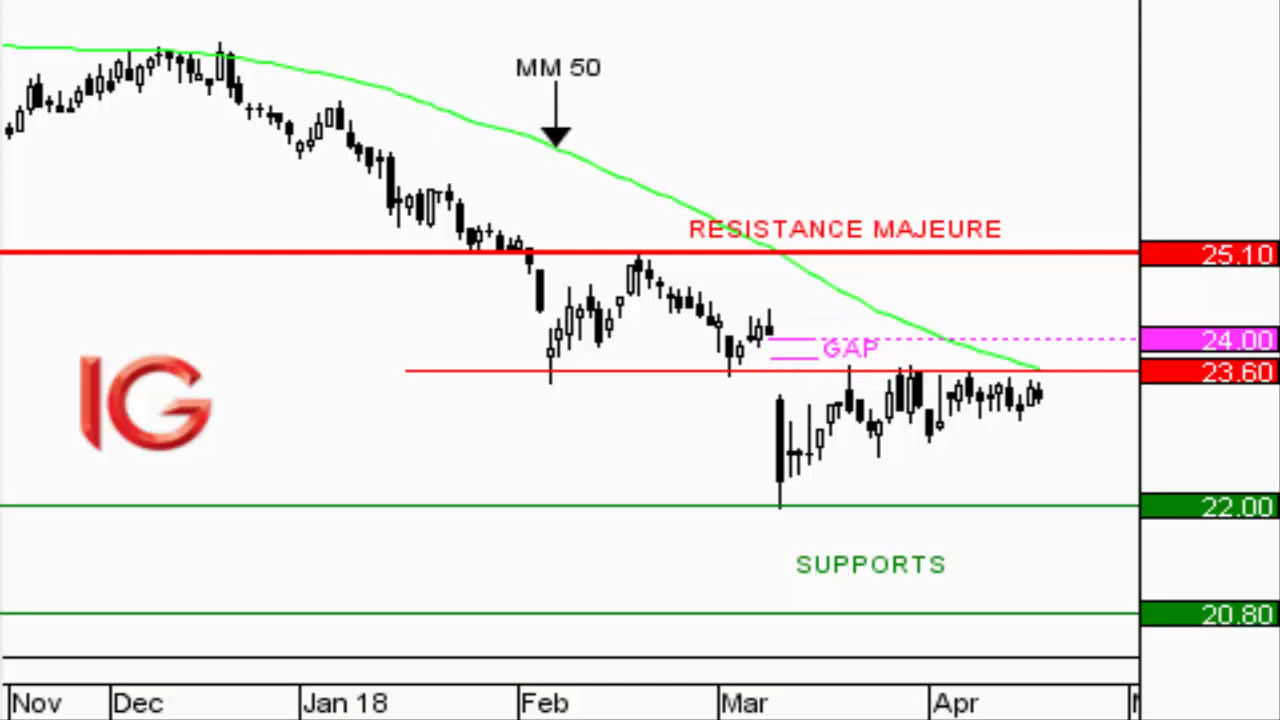 MM 50
RESISTANCE MAJEURE
25.10
24.00
GAP
23.60
IG
22.00
SUPPORTS
20.80
Nov
Dec
Jan 18
Feb
Mar
Apr